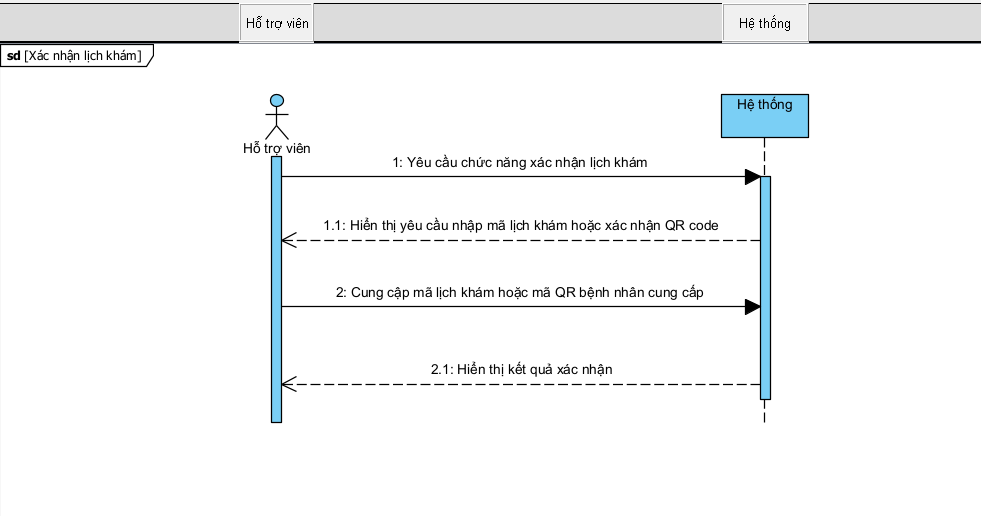 Hỗ trợ viên
Hệ thống
sd [Xác nhận lịch khám]
Hệ thống
Hỗ trợ viên
1: Yêu cầu chức năng xác nhận lịch khám
1.1: Hiển thị yêu cầu nhập mã lịch khám hoặc xác nhận QR code
2: Cung cập mã lịch khám hoặc mã QR bệnh nhân cung cấp
2.1: Hiển thị kết quả xác nhận